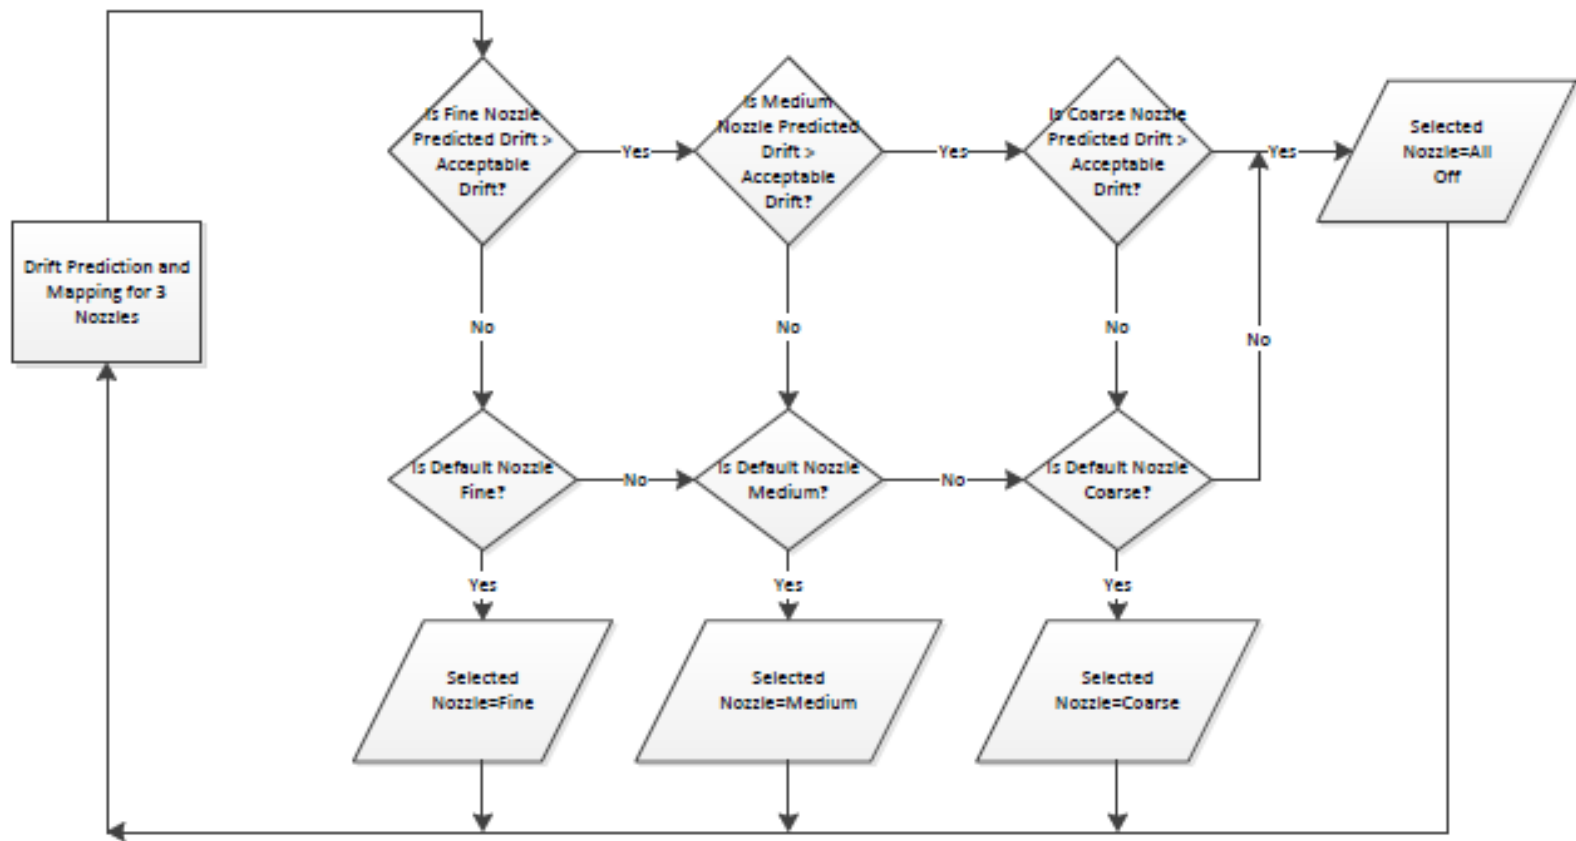 Is Fine Nozzle
Predicted Drift >
Acceptable
Drift?
Yes
Is Medium
Nozzle Predicted
Drift >
Acceptable
Drift?
Yes
Is Coarse Nozzle
Predicted Drift >
Acceptable
Drift?
Yes
Selected
Nozzle=All
Off
Drift Prediction and
Mapping for 3
Nozzles
No
No
No
No
Is Default Nozzle
Fine?
No
Is Default Nozzle
Medium?
No
Is Default Nozzle
Coarse?
Yes
Yes
Yes
Selected
Nozzle=Fine
Selected
Nozzle=Medium
Selected
Nozzle=Coarse